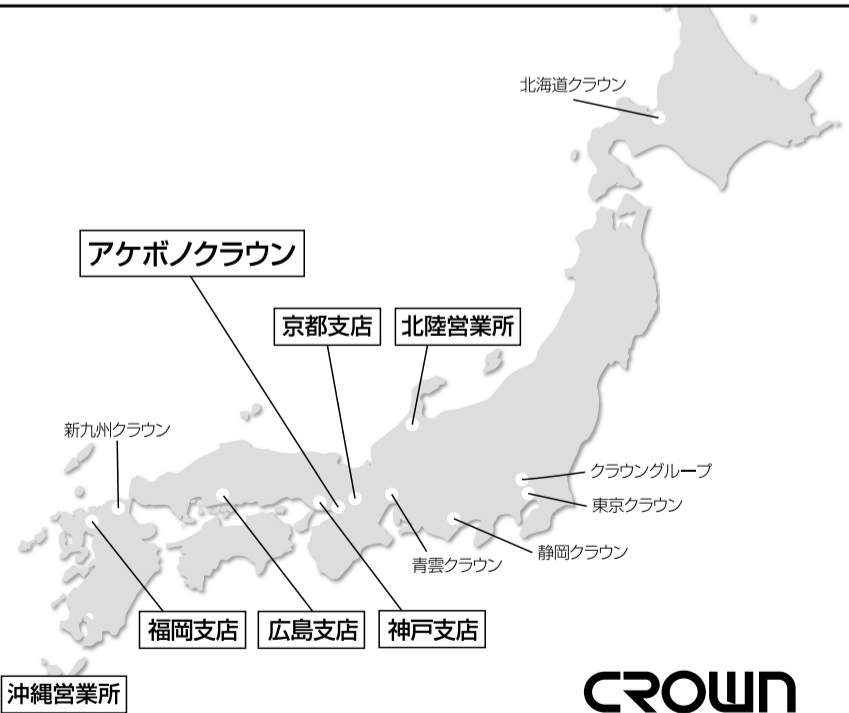 北海道クラウン
アケボノクラウン
京都支店
北陸営業所
新九州クラウン
クラウングループ
東京クラウン
静岡クラウン
青雲クラウン
福岡支店
広島支店
神戸支店
沖縄営業所
CROWN